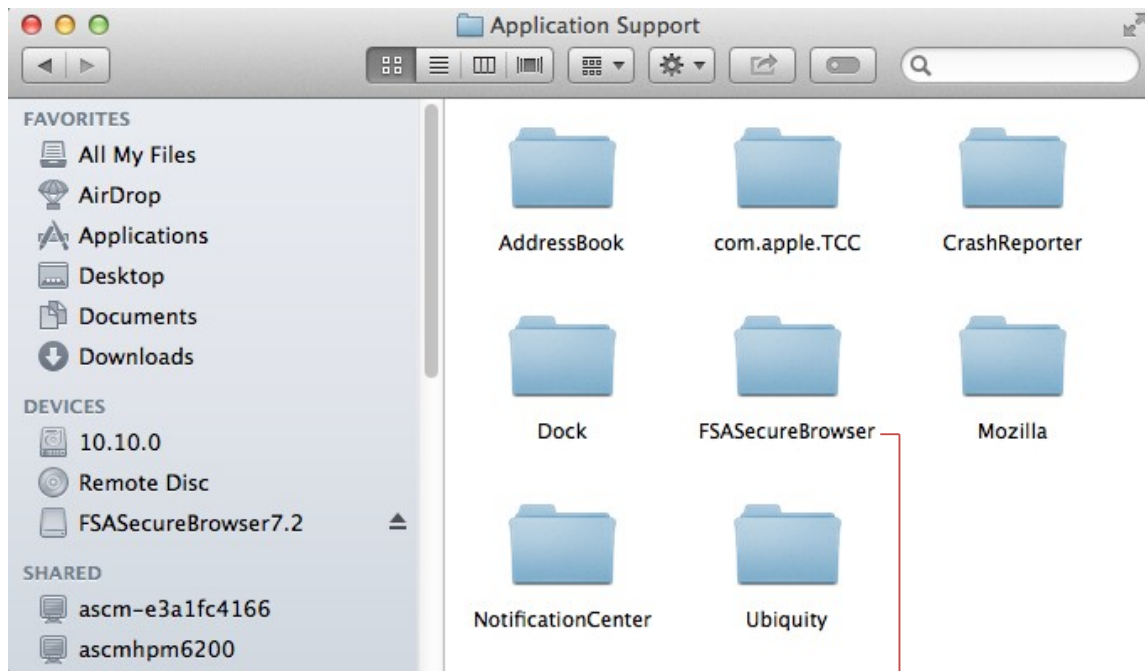 Application Support
FAVORITES
All My Files
AirDrop
Applications
Desktop
Documents
Downloads
DEVICES
10.10.0
Remote Disc
FSASecureBrowser7.2
SHARED
ascm-e3a1fc4166
ascmhpm6200
AddressBook
com.apple.TCC
CrashReporter
Dock
FSASecureBrowser
Mozilla
NotificationCenter
Ubiquity